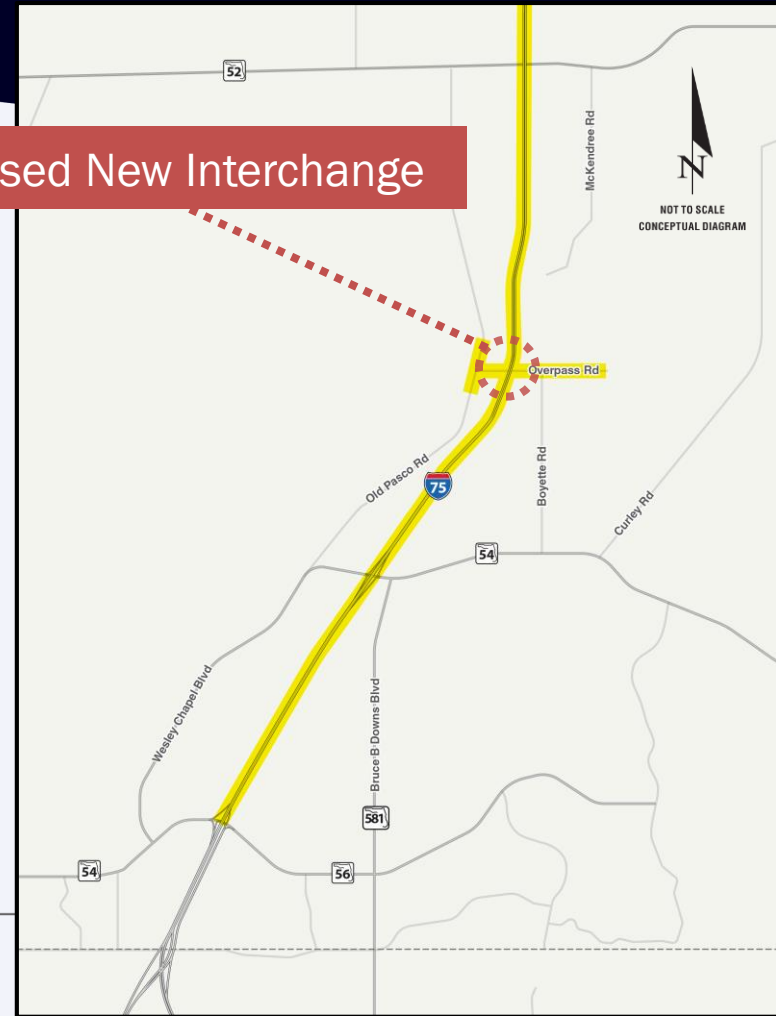 52
McKendree Rd
N
NOT TO SCALE
CONCEPTUAL DIAGRAM
sed New Interchange
Overpass Rd
Old Pasco Rd
75
Boyette Rd
Curley Rd
54
Wesley Chapel Blvd
Bruce B Downs Blvd
581
54
56